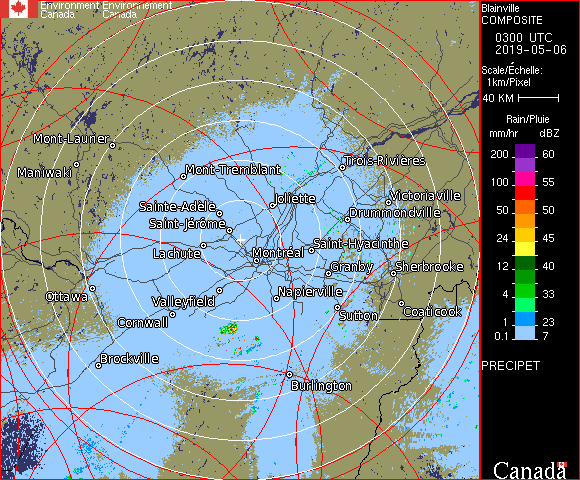 Environment Environnement
Canada Canada
Blainville
COMPOSITE
0300 UTC
2019-05-06
Scale/Échelle:
1km/Pixel
40 KM
Rain/Pluie
mm/hr dBZ
200 60
100 55
50 50
24 45
12 40
4 33
1 23
0.1 7
PRECIPET
Canada
Mont-Laurier
Maniwaki
Mont-Tremblant
Trois-Rivières
Sainte-Adèle
Joliette
Victoriaville
Saint-Jérôme
Drummondville
Lachute
Montréal
Saint-Hyacinthe
Granby
Sherbrooke
Ottawa
Valleyfield
Napierville
Cornwall
Sutton
Coaticook
Brockville
Burlington